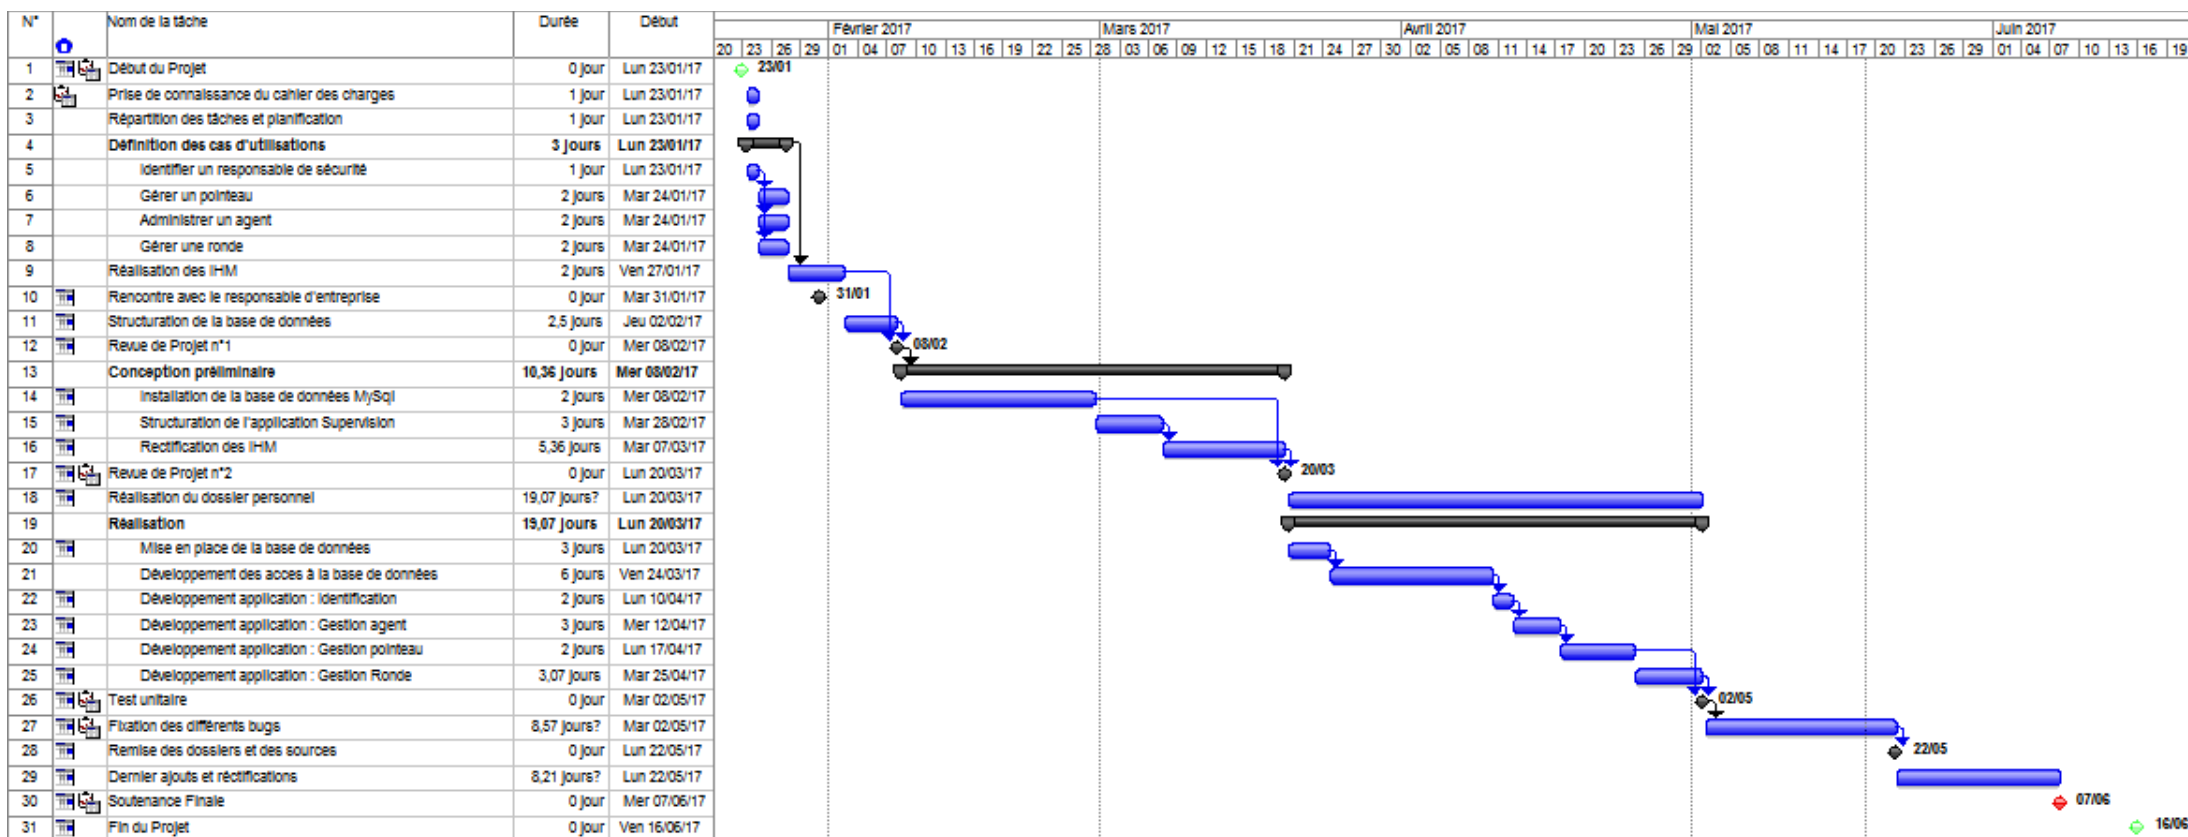 N° Nom de la tâche Durée Début
Février 2017 Mars 2017 Avril 2017 Mai 2017 Juin 2017
20 23 26 29 01 04 07 10 13 16 19 22 25 28 03 06 09 12 15 18 21 24 27 30 02 05 08 11 14 17 20 23 26 29 02 05 08 11 14 17 20 23 26 29 01 04 07 10 13 16 19
1 Début du Projet 0 jour Lun 23/01/17 23/01
2 Prise de connaissance du cahier des charges 1 jour Lun 23/01/17
3 Répartition des tâches et planification 1 jour Lun 23/01/17
4 Définition des cas d'utilisations 3 jours Lun 23/01/17
5 Identifier un responsable de sécurité 1 jour Lun 23/01/17
6 Gérer un pointeau 2 jours Mar 24/01/17
7 Administrer un agent 2 jours Mar 24/01/17
8 Gérer une ronde 2 jours Mar 24/01/17
9 Réalisation des IHM 2 jours Ven 27/01/17
10 Rencontre avec le responsable d'entreprise 0 jour Mar 31/01/17 31/01
11 Structuration de la base de données 2,5 jours Jeu 02/02/17
12 Revue de Projet n°1 0 jour Mer 08/02/17 08/02
13 Conception préliminaire 10,36 jours Mer 08/02/17
14 Installation de la base de données MySql 2 jours Mer 08/02/17
15 Structuration de l'application Supervision 3 jours Mar 28/02/17
16 Rectification des IHM 5,36 jours Mar 07/03/17
17 Revue de Projet n°2 0 jour Lun 20/03/17 20/03
18 Réalisation du dossier personnel 19,07 jours? Lun 20/03/17
19 Réalisation 19,07 jours Lun 20/03/17
20 Mise en place de la base de données 3 jours Lun 20/03/17
21 Développement des acces à la base de données 6 jours Ven 24/03/17
22 Développement application : Identification 2 jours Lun 10/04/17
23 Développement application : Gestion agent 3 jours Mer 12/04/17
24 Développement application : Gestion pointeau 2 jours Lun 17/04/17
25 Développement application : Gestion Ronde 3,07 jours Mar 25/04/17
26 Test unitaire 0 jour Mar 02/05/17 02/05
27 Fixation des différents bugs 8,57 jours? Mar 02/05/17
28 Remise des dossiers et des sources 0 jour Lun 22/05/17 22/05
29 Dernier ajouts et réctifications 8,21 jours? Lun 22/05/17
30 Soutenance Finale 0 jour Mer 07/06/17 07/06
31 Fin du Projet 0 jour Ven 16/06/17 16/06